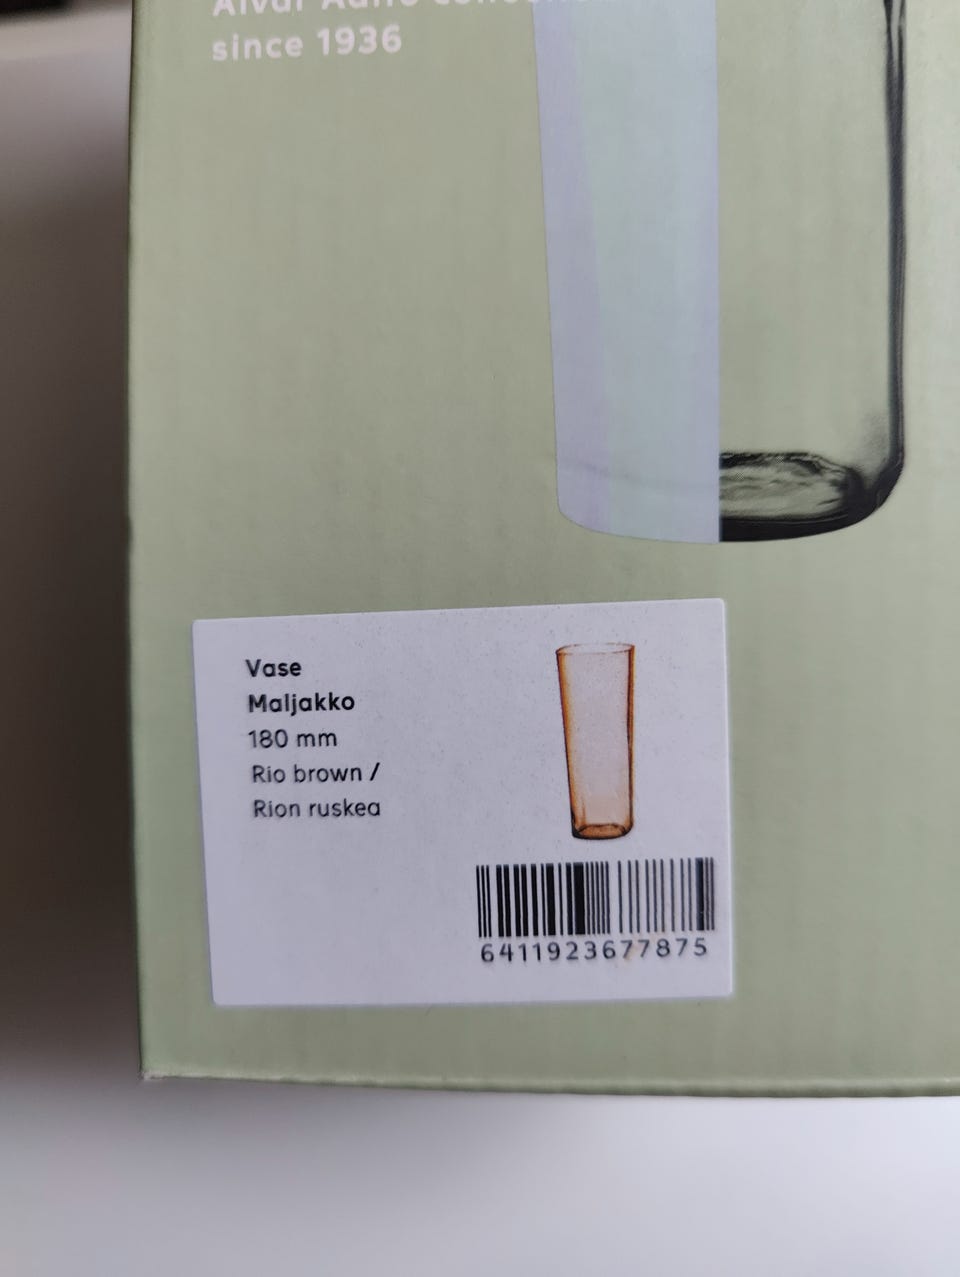 since 1936
Vase
Maljakko
180 mm
Rio brown /
Rion ruskea
6411923677875